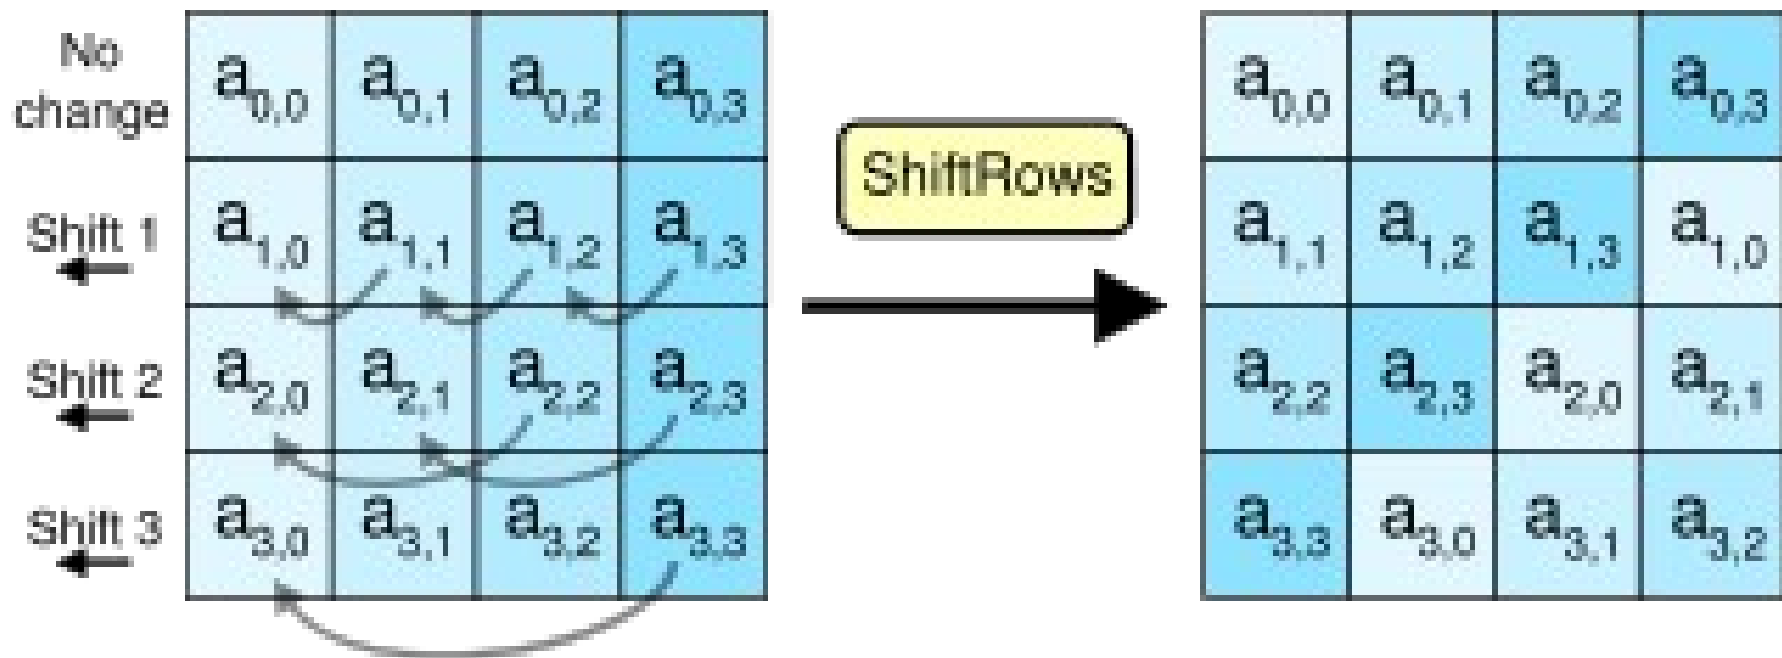 No
change
a0,0 a0,1 a0,2 a0,3
a0,0 a0,1 a0,2 a0,3
ShiftRows
Shift 1
a1,0 a1,1 a1,2 a1,3
a1,1 a1,2 a1,3 a1,0
Shift 2
a2,0 a2,1 a2,2 a2,3
a2,2 a2,3 a2,0 a2,1
Shift 3
a3,0 a3,1 a3,2 a3,3
a3,3 a3,0 a3,1 a3,2